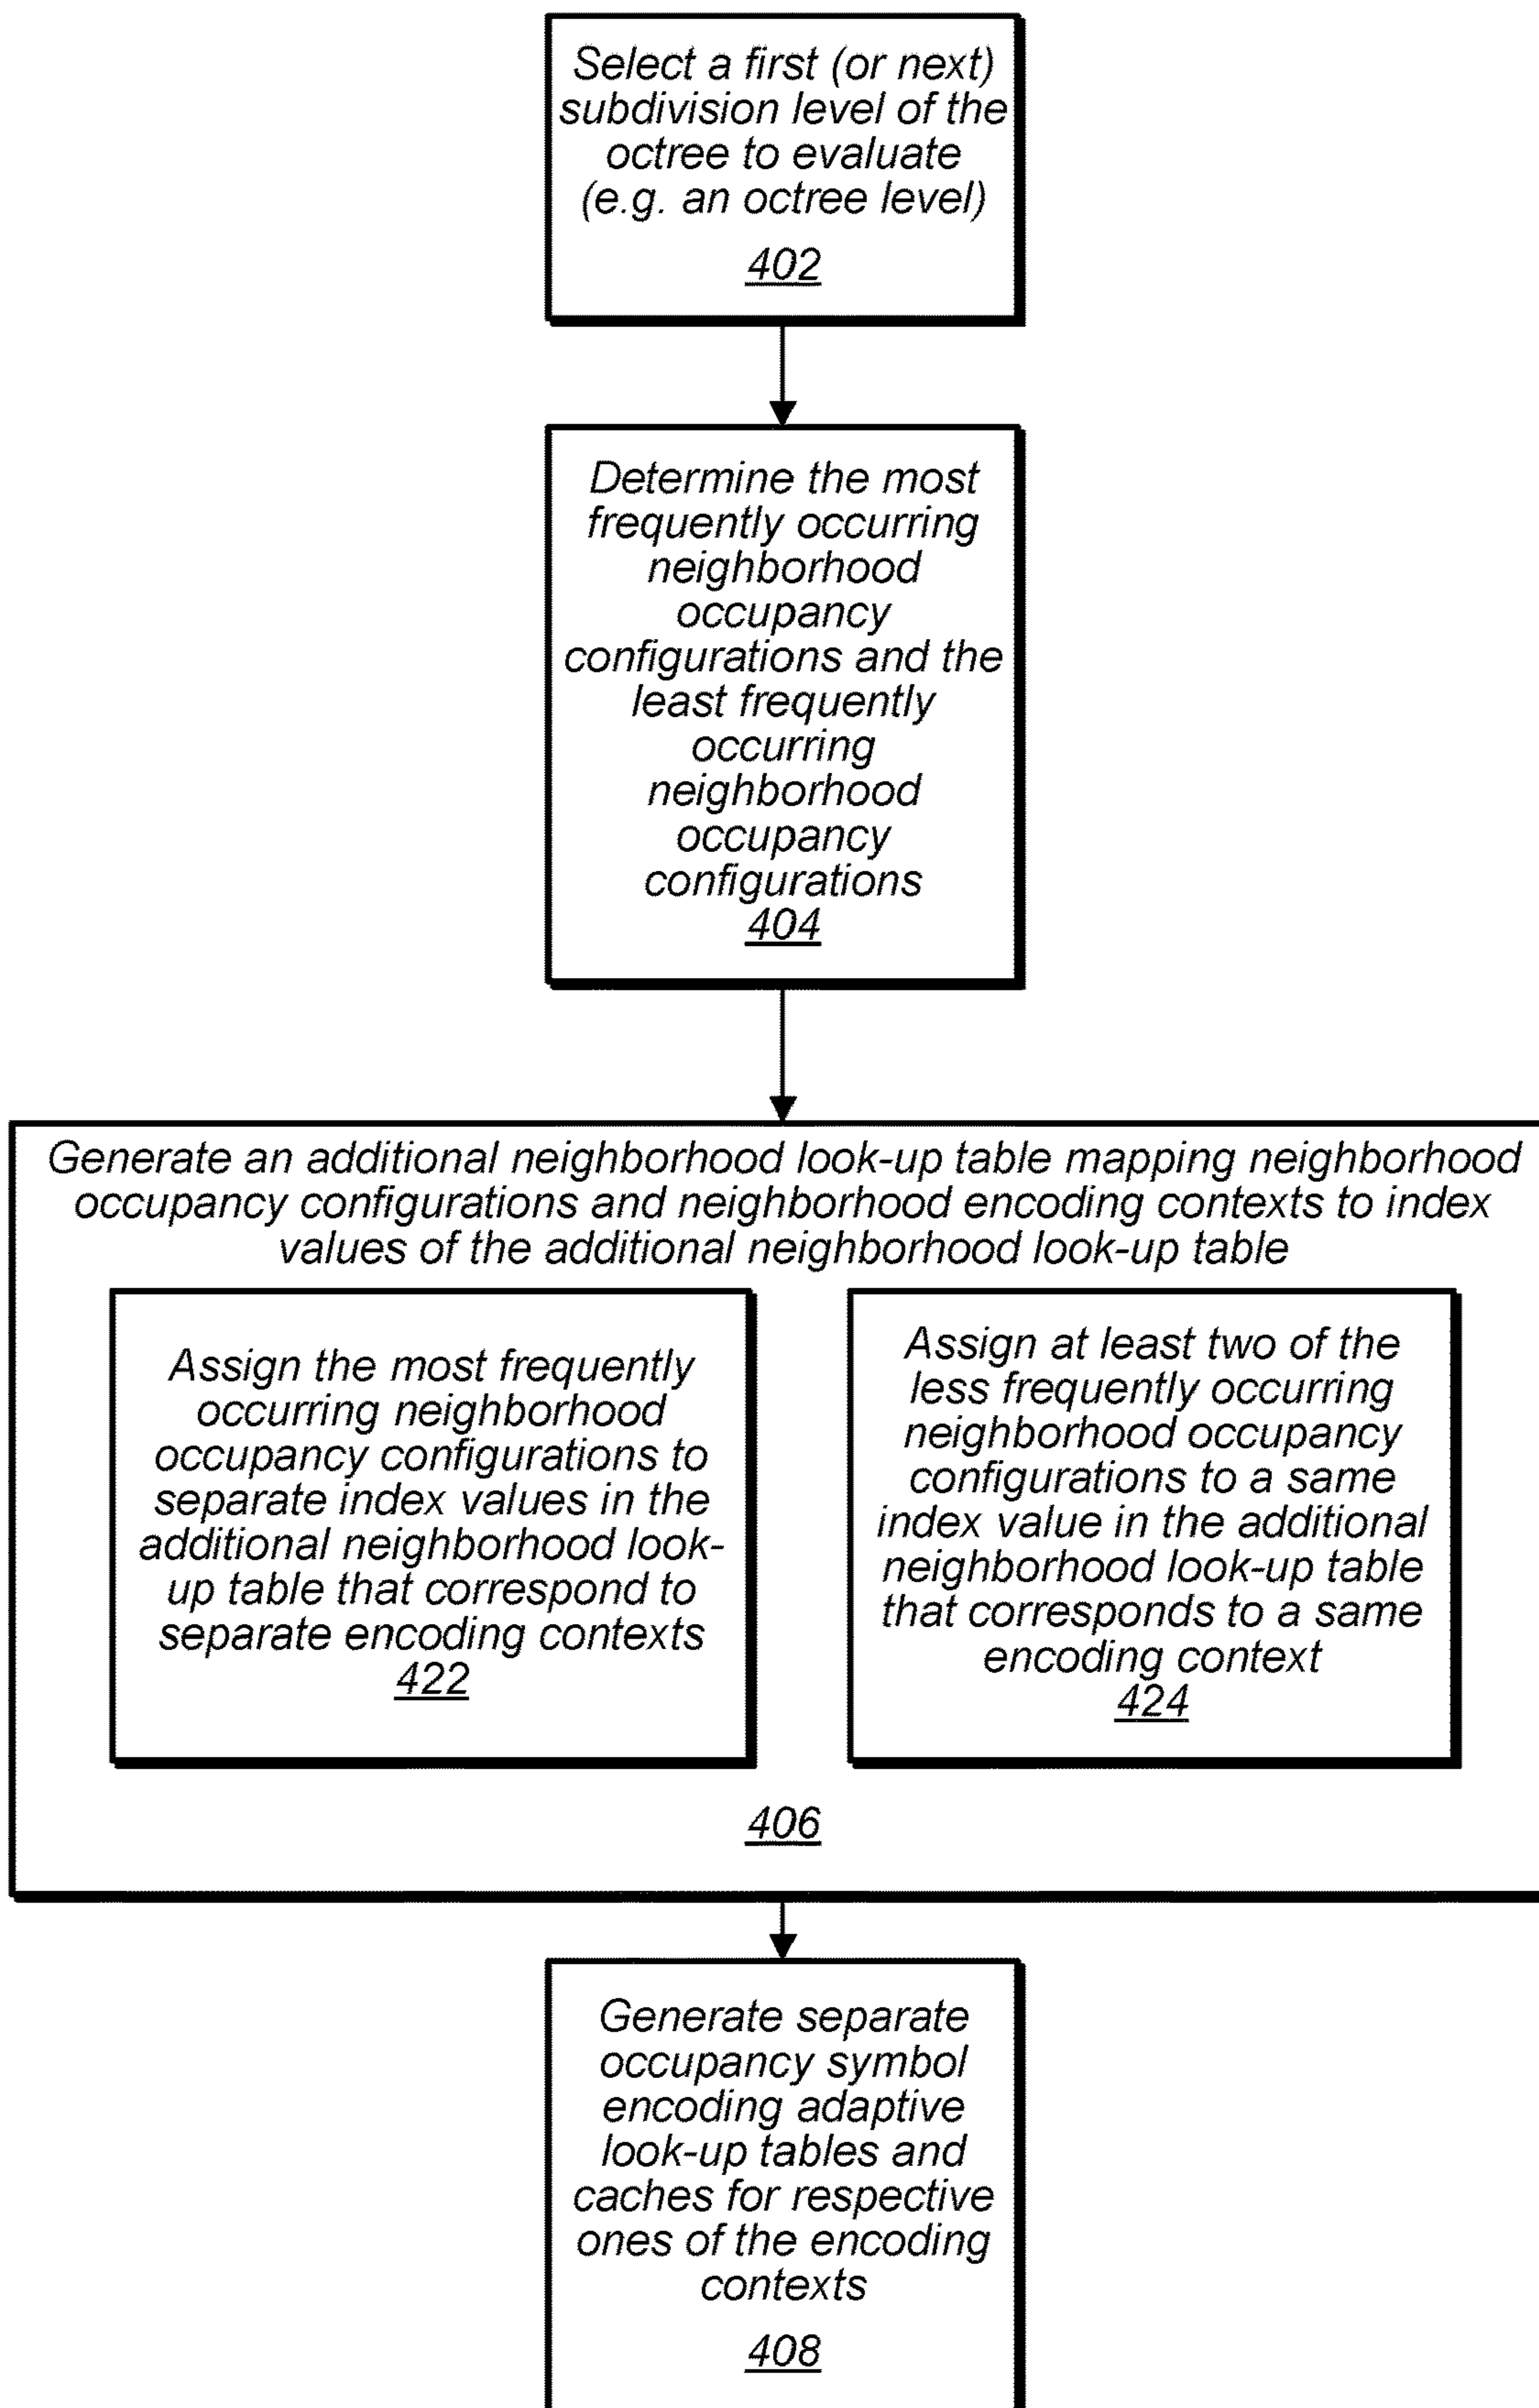 Select a first (or next)
subdivision level of the
octree to evaluate
(e.g. an octree level)
402
Determine the most
frequently occurring
neighborhood
occupancy
configurations and the
least frequently
occurring
neighborhood
occupancy
configurations
404
Generate an additional neighborhood look-up table mapping neighborhood
occupancy configurations and neighborhood encoding contexts to index
values of the additional neighborhood look-up table
Assign the most frequently
occurring neighborhood
occupancy configurations to
separate index values in the
additional neighborhood look-
up table that correspond to
separate encoding contexts
422
Assign at least two of the
less frequently occurring
neighborhood occupancy
configurations to a same
index value in the additional
neighborhood look-up table
that corresponds to a same
encoding context
424
406
Generate separate
occupancy symbol
encoding adaptive
look-up tables and
caches for respective
ones of the encoding
contexts
408